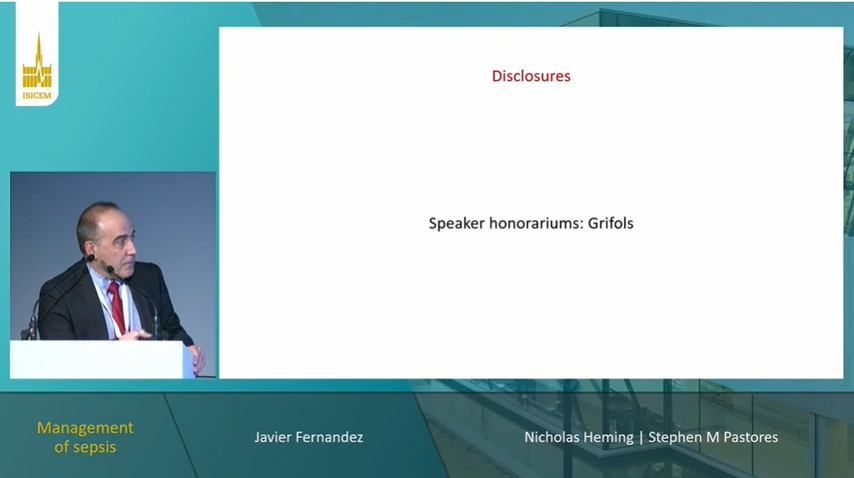 ISICEM
Disclosures
Speaker honorariums: Grifols
Management
of sepsis
Javier Fernandez
Nicholas Heming | Stephen M Pastores